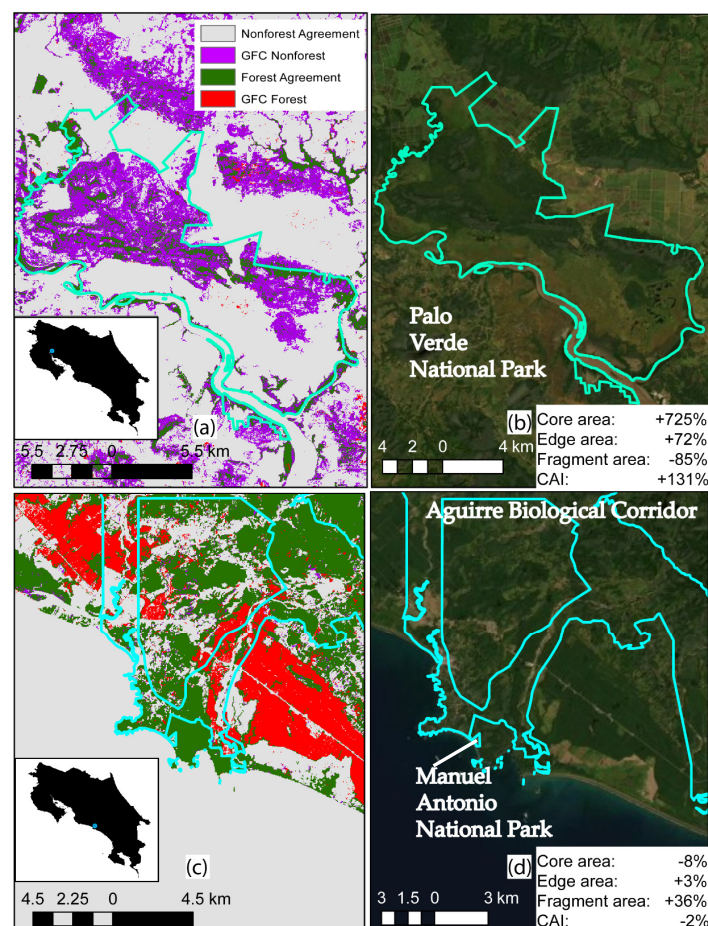 Nonforest Agreement
GFC Nonforest
Forest Agreement
GFC Forest
(a)
5.5 2.75 0 5.5 km
Palo
Verde
National Park
(b)
4 2 0 4 km
Core area: +725%
Edge area: +72%
Fragment area: -85%
CAI: +131%
(c)
4.5 2.25 0 4.5 km
Aguirre Biological Corridor
Manuel
Antonio
National Park
(d)
3 1.5 0 3 km
Core area: -8%
Edge area: +3%
Fragment area: +36%
CAI: -2%